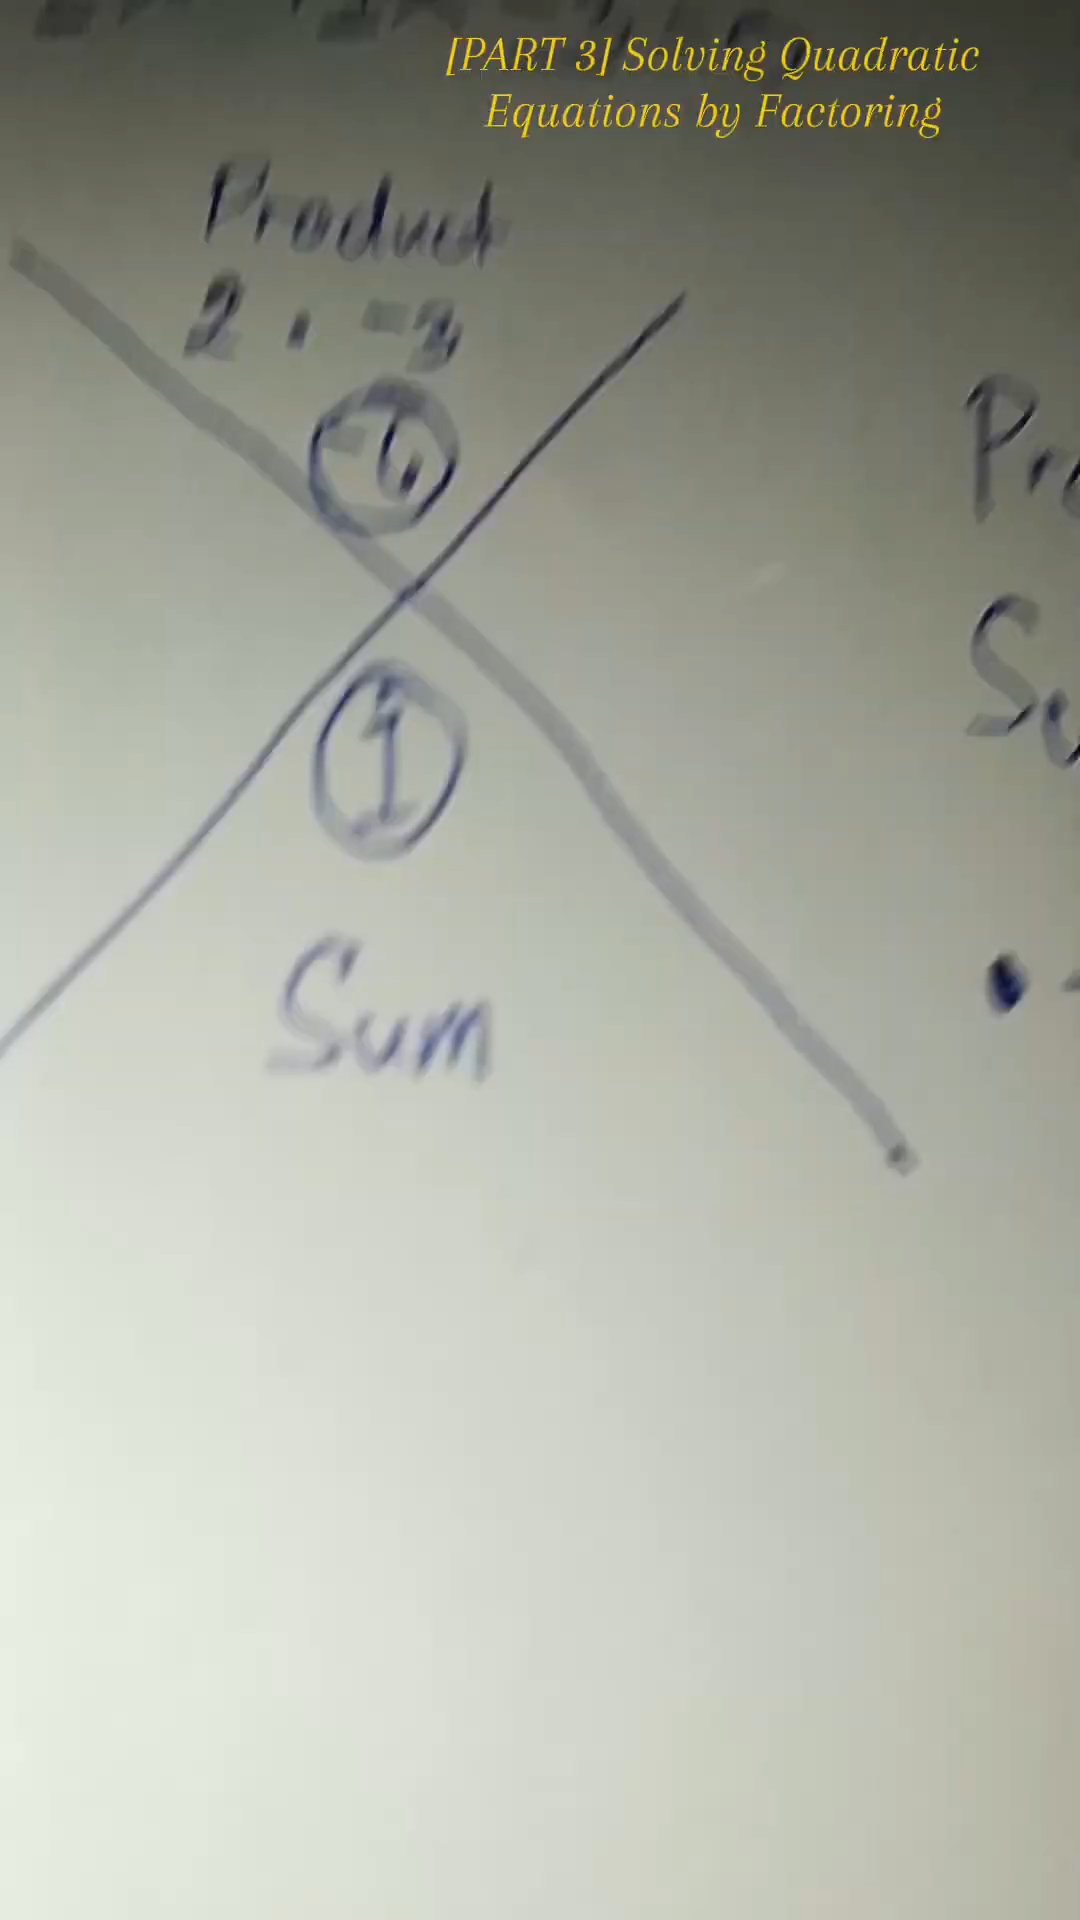 [PART 3] Solving Quadratic
Equations by Factoring
Product
2 · -3
-6
1
Sum